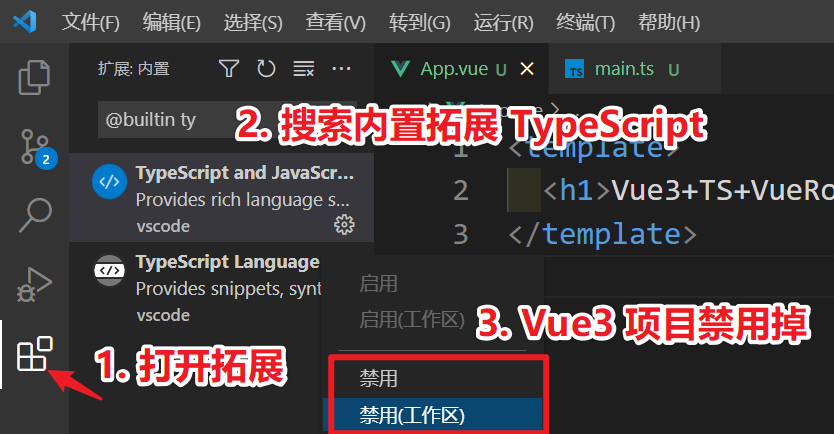 文件(F) 编辑(E) 选择(S) 查看(V) 转到(G) 运行(R) 终端(T) 帮助(H)
扩展: 内置
App.vue U
TS main.ts U
@builtin ty
2. 搜索内置拓展 TypeScript
1 <template>
TypeScript and JavaScr...
Provides rich language s...
vscode
2 <h1>Vue3+TS+VueRo
3 </template>
2
TypeScript Language
Provides snippets, synt
vscode
启用
启用(工作区)
3. Vue3 项目禁用掉
1. 打开拓展
禁用
禁用(工作区)